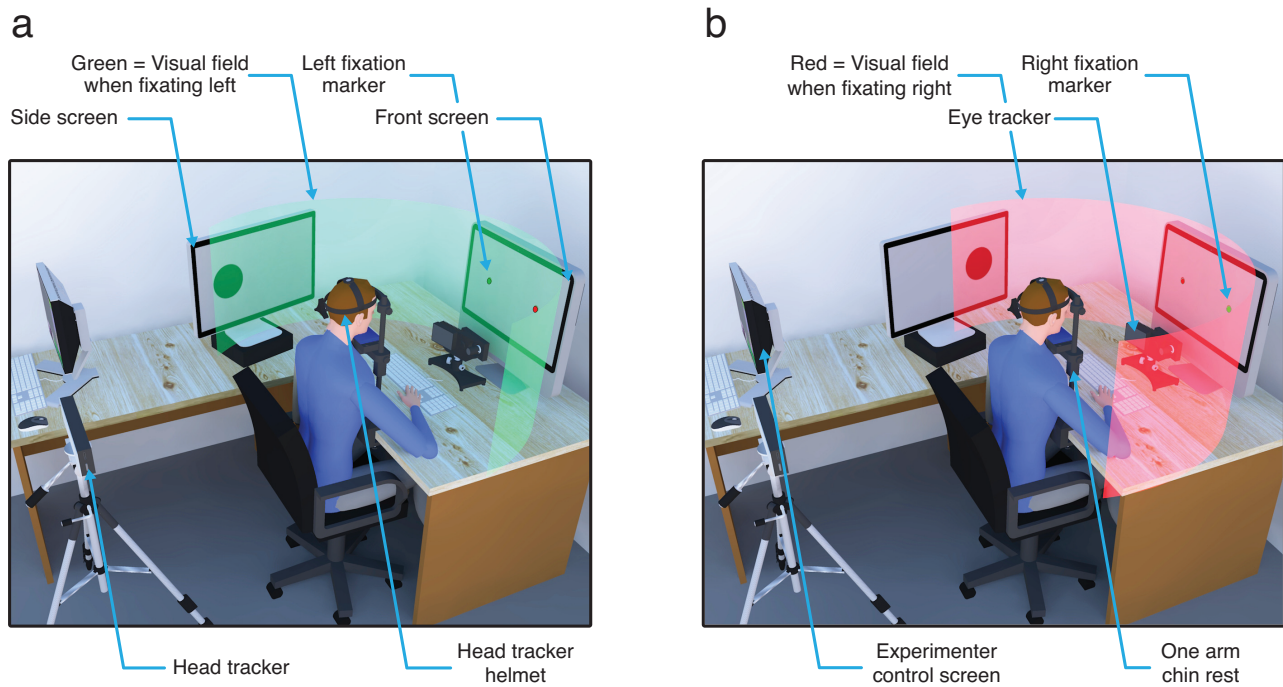 a
Green = Visual field
when fixating left
Left fixation
marker
Side screen
Front screen
Head tracker
Head tracker
helmet
b
Red = Visual field
when fixating right
Right fixation
marker
Eye tracker
Experimenter
control screen
One arm
chin rest